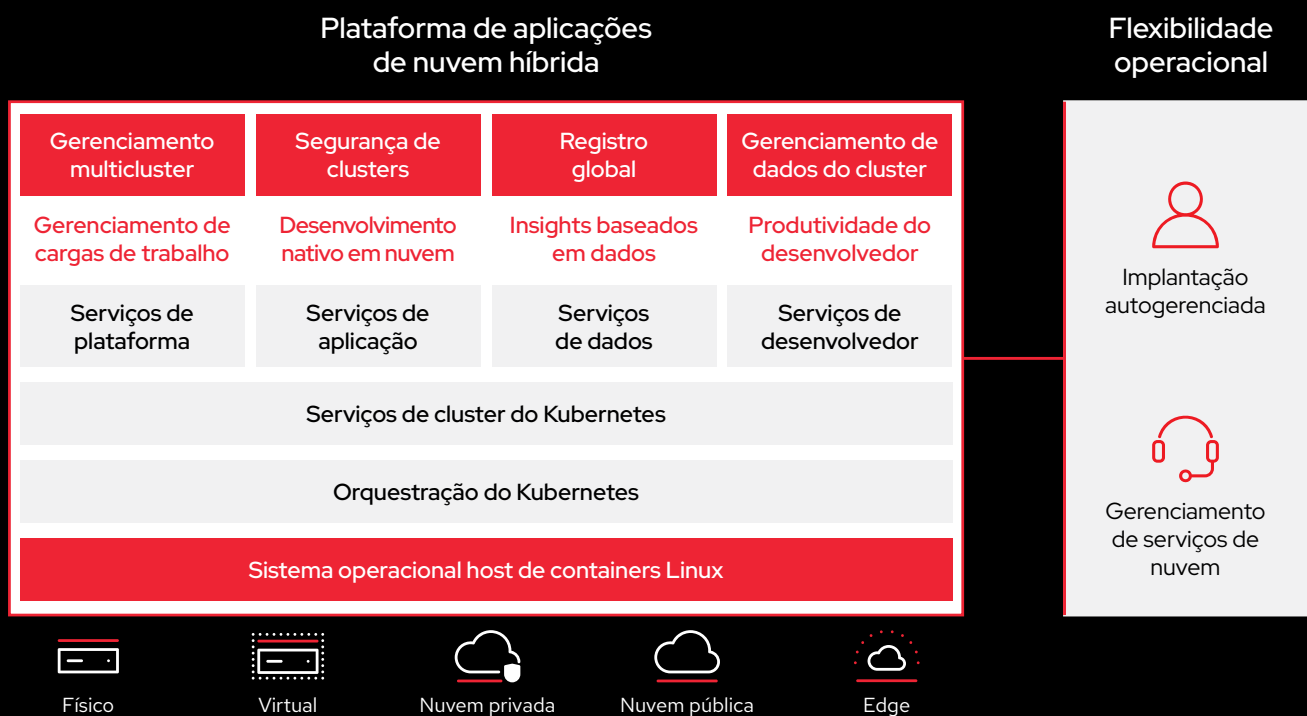 Plataforma de aplicações
de nuvem híbrida
Flexibilidade
operacional
Gerenciamento
multicluster
Segurança de
clusters
Registro
global
Gerenciamento de
dados do cluster
Gerenciamento de
cargas de trabalho
Desenvolvimento
nativo em nuvem
Insights baseados
em dados
Produtividade do
desenvolvedor
Serviços de
plataforma
Serviços de
aplicação
Serviços
de dados
Serviços de
desenvolvedor
Serviços de cluster do Kubernetes
Orquestração do Kubernetes
Sistema operacional host de containers Linux
Implantação
autogerenciada
Gerenciamento
de serviços de
nuvem
Físico
Virtual
Nuvem privada
Nuvem pública
Edge